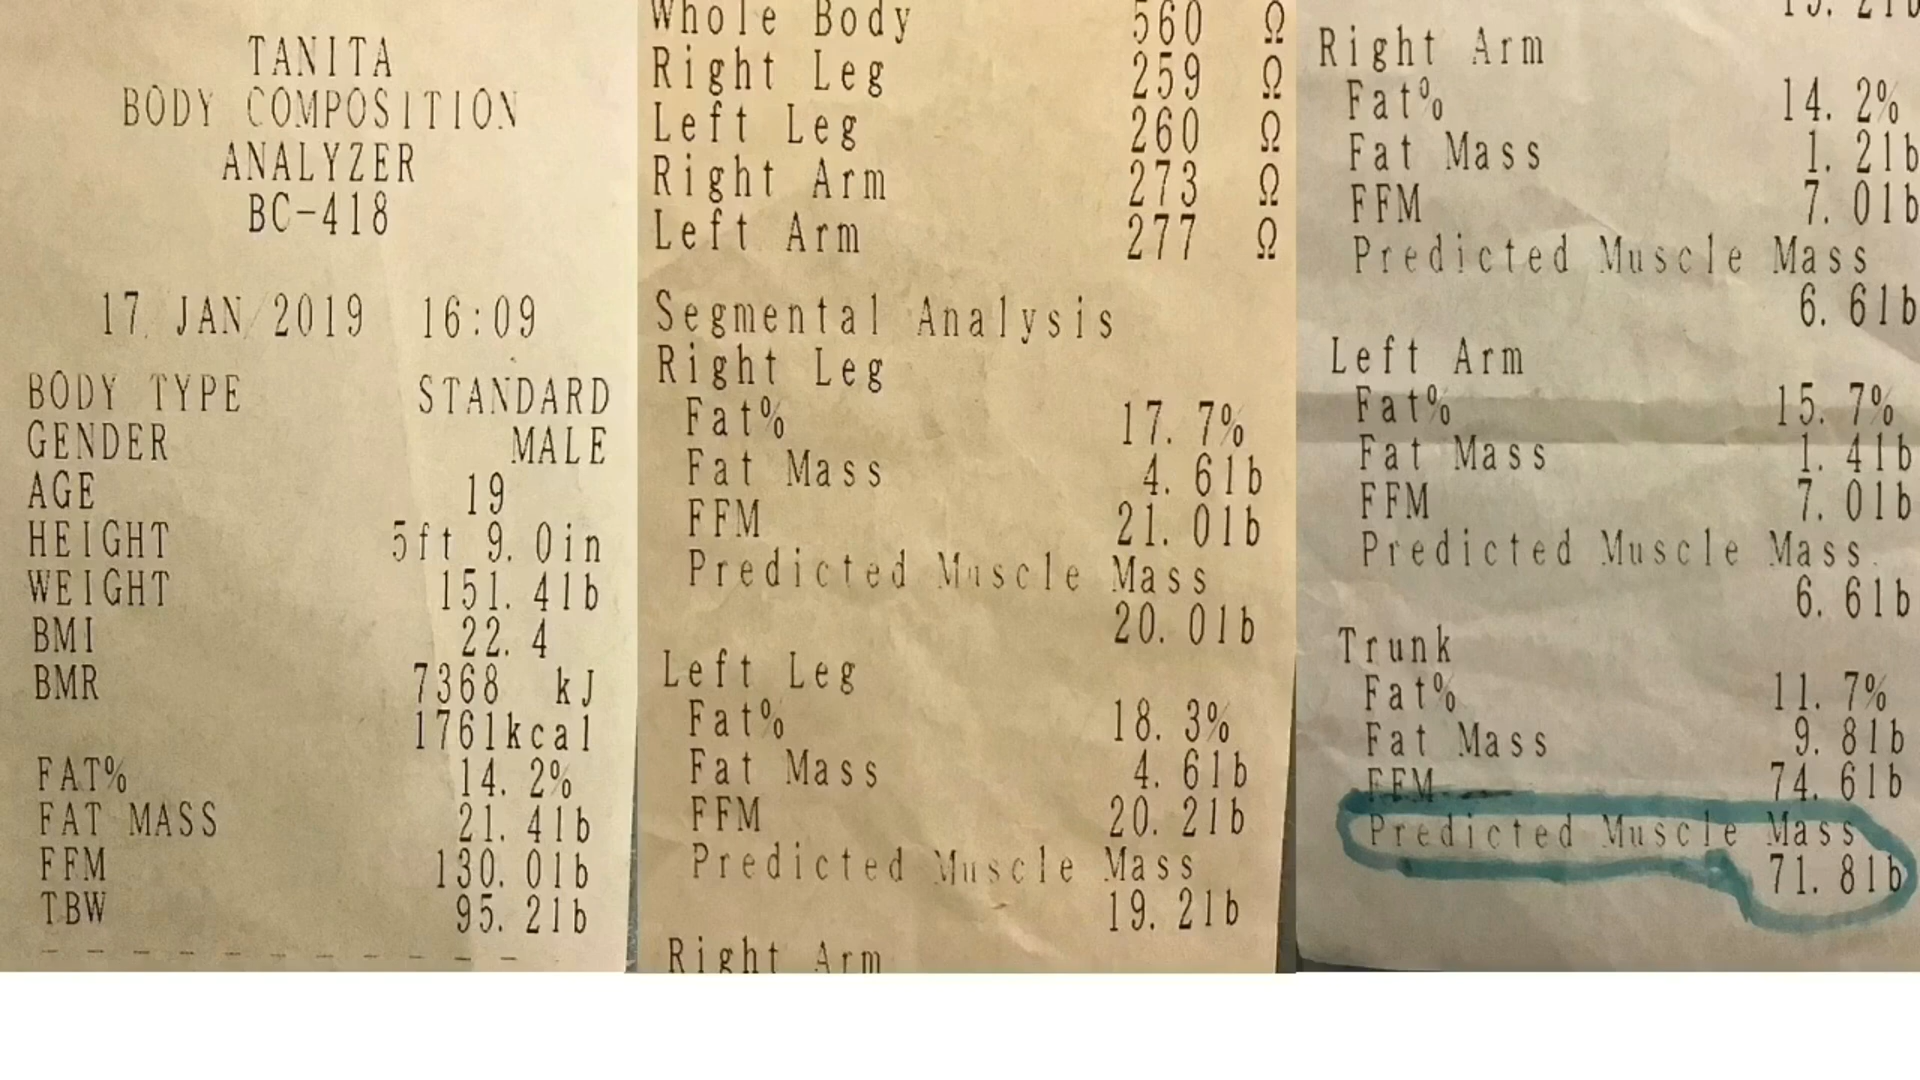 TANITA
BODY COMPOSITION
ANALYZER
BC-418
17 JAN 2019 16:09
BODY TYPE STANDARD
GENDER MALE
AGE 19
HEIGHT 5ft 9.0in
WEIGHT 151.4lb
BMI 22.4
BMR 7368 kJ
1761kcal
FAT% 14.2%
FAT MASS 21.4lb
FFM 130.0lb
TBW 95.2lb
Whole Body 560 Ω
Right Leg 259 Ω
Left Leg 260 Ω
Right Arm 273 Ω
Left Arm 277 Ω
Segmental Analysis
Right Leg
Fat% 17.7%
Fat Mass 4.6lb
FFM 21.0lb
Predicted Muscle Mass
20.0lb
Left Leg
Fat% 18.3%
Fat Mass 4.6lb
FFM 20.2lb
Predicted Muscle Mass
19.2lb
Right Arm
Right Arm
Fat% 14.2%
Fat Mass 1.2lb
FFM 7.0lb
Predicted Muscle Mass
6.6lb
Left Arm
Fat% 15.7%
Fat Mass 1.4lb
FFM 7.0lb
Predicted Muscle Mass
6.6lb
Trunk
Fat% 11.7%
Fat Mass 9.8lb
FFM 74.6lb
Predicted Muscle Mass
71.8lb